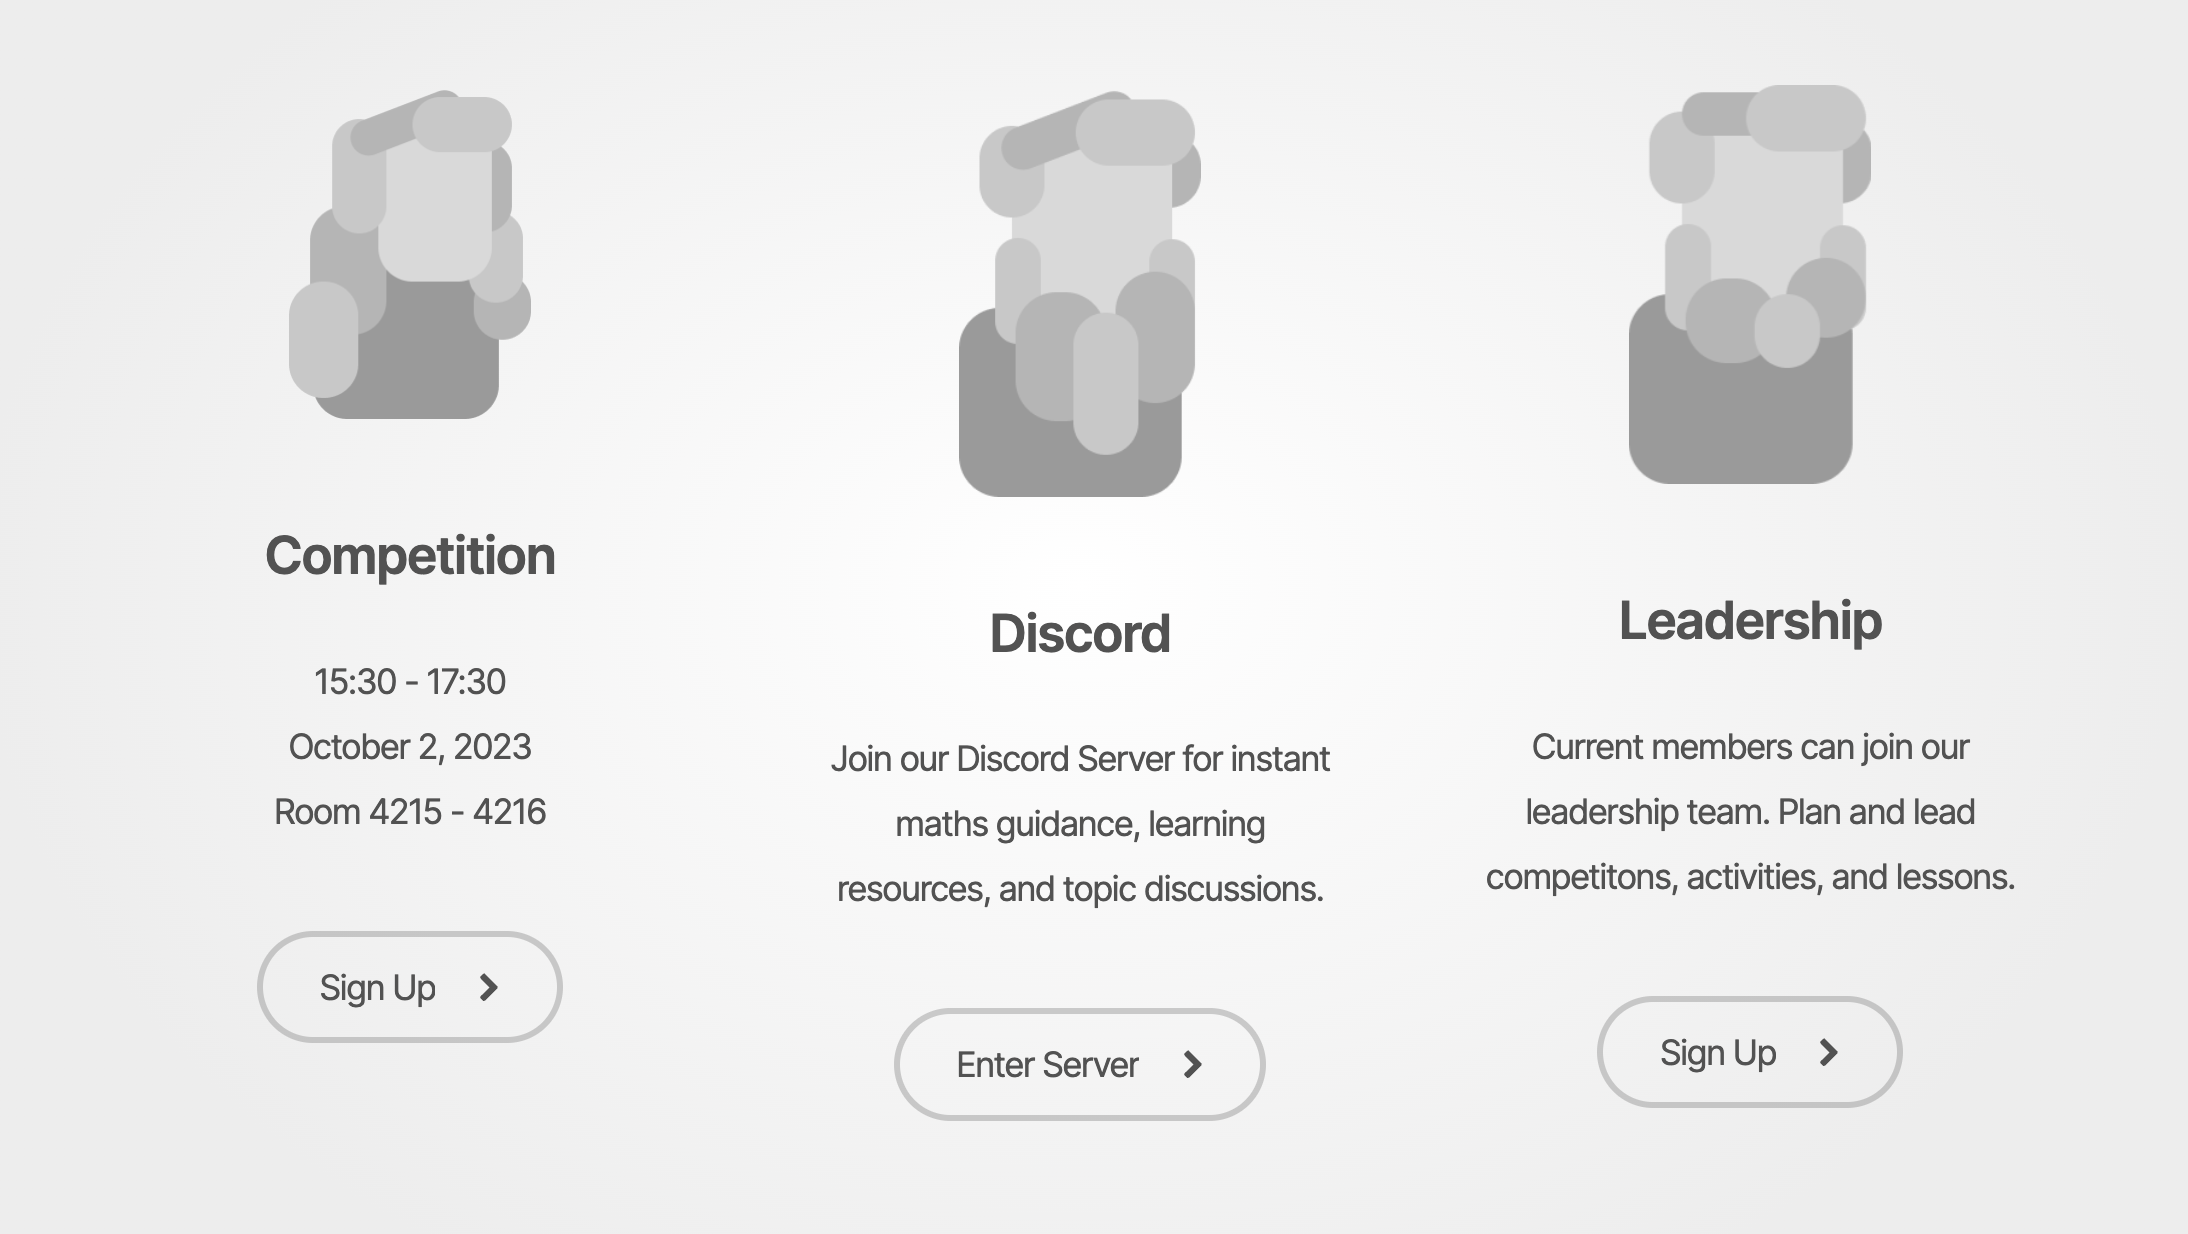 Competition
15:30 - 17:30
October 2, 2023
Room 4215 - 4216
Sign Up
Discord
Join our Discord Server for instant
maths guidance, learning
resources, and topic discussions.
Enter Server
Leadership
Current members can join our
leadership team. Plan and lead
competitons, activities, and lessons.
Sign Up